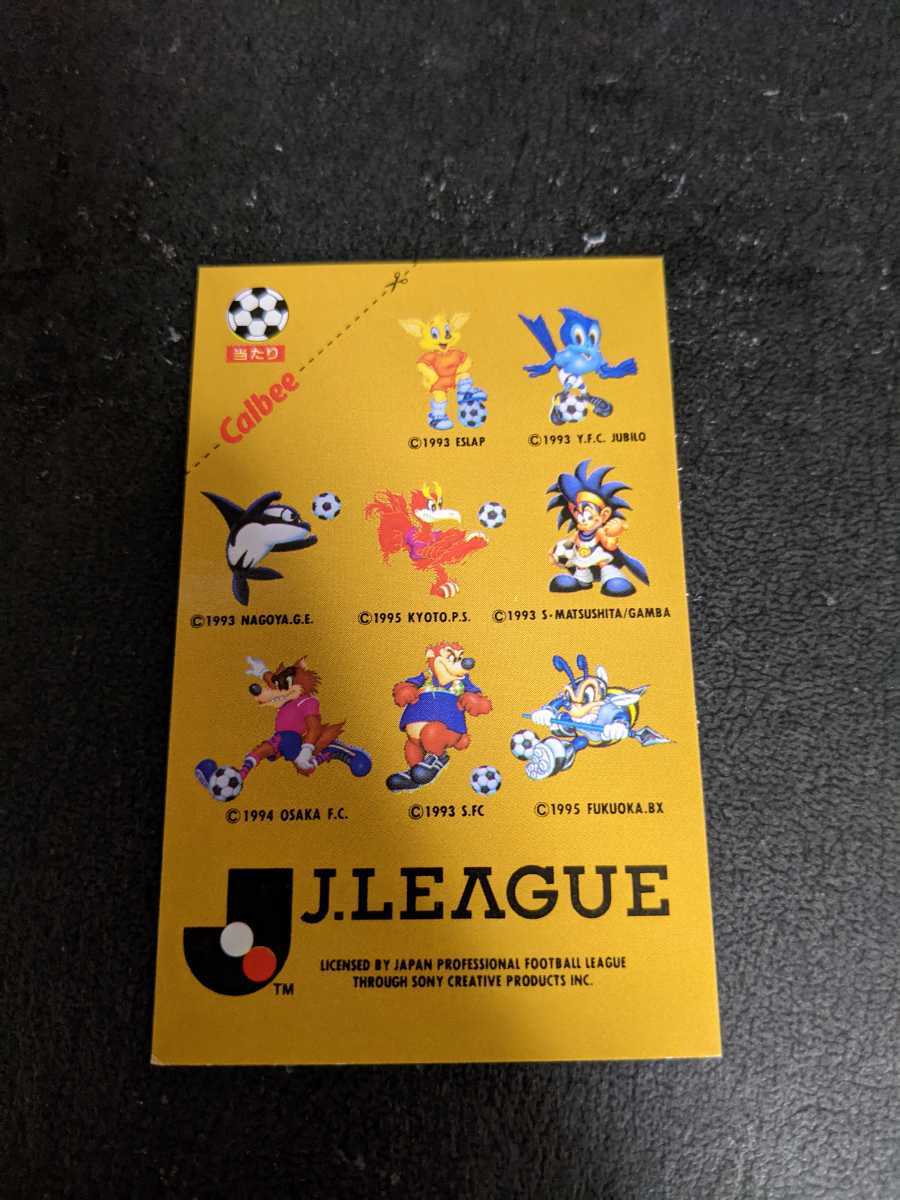 当たり
Calbee
©1993 ESLAP
©1993 Y.F.C. JUBILO
©1993 NAGOYA.G.E.
©1995 KYOTO.P.S.
©1993 S-MATSUSHITA/GAMBA
©1994 OSAKA F.C.
©1993 S.FC
©1995 FUKUOKA.BX
J.LEAGUE
TM
LICENSED BY JAPAN PROFESSIONAL FOOTBALL LEAGUE
THROUGH SONY CREATIVE PRODUCTS INC.